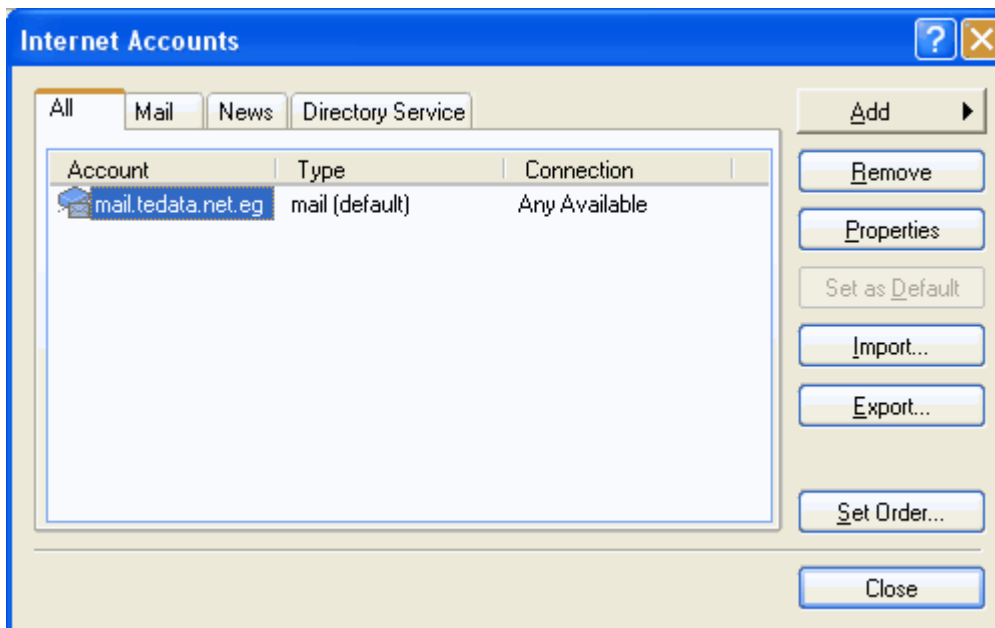 Internet Accounts
All Mail News Directory Service
Account Type Connection
mail.tedata.net.eg mail (default) Any Available
Add
Remove
Properties
Set as Default
Import...
Export...
Set Order...
Close